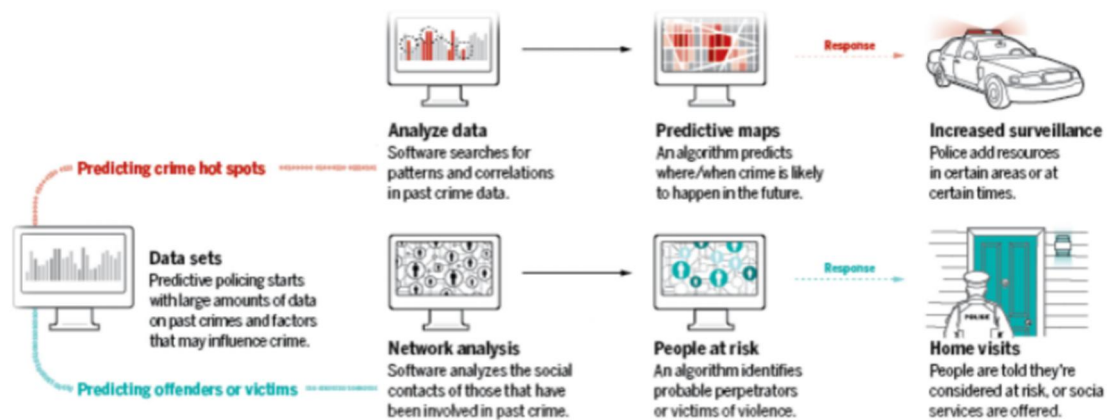 Response
Analyze data
Software searches for
patterns and correlations
in past crime data.
Predictive maps
An algorithm predicts
where/when crime is likely
to happen in the future.
Increased surveillance
Police add resources
in certain areas or at
certain times.
Predicting crime hot spots
Data sets
Predictive policing starts
with large amounts of data
on past crimes and factors
that may influence crime.
Predicting offenders or victims
Response
POLICE
Network analysis
Software analyzes the social
contacts of those that have
been involved in past crime.
People at risk
An algorithm identifies
probable perpetrators
or victims of violence.
Home visits
People are told they're
considered at risk, or socia
services are offered.